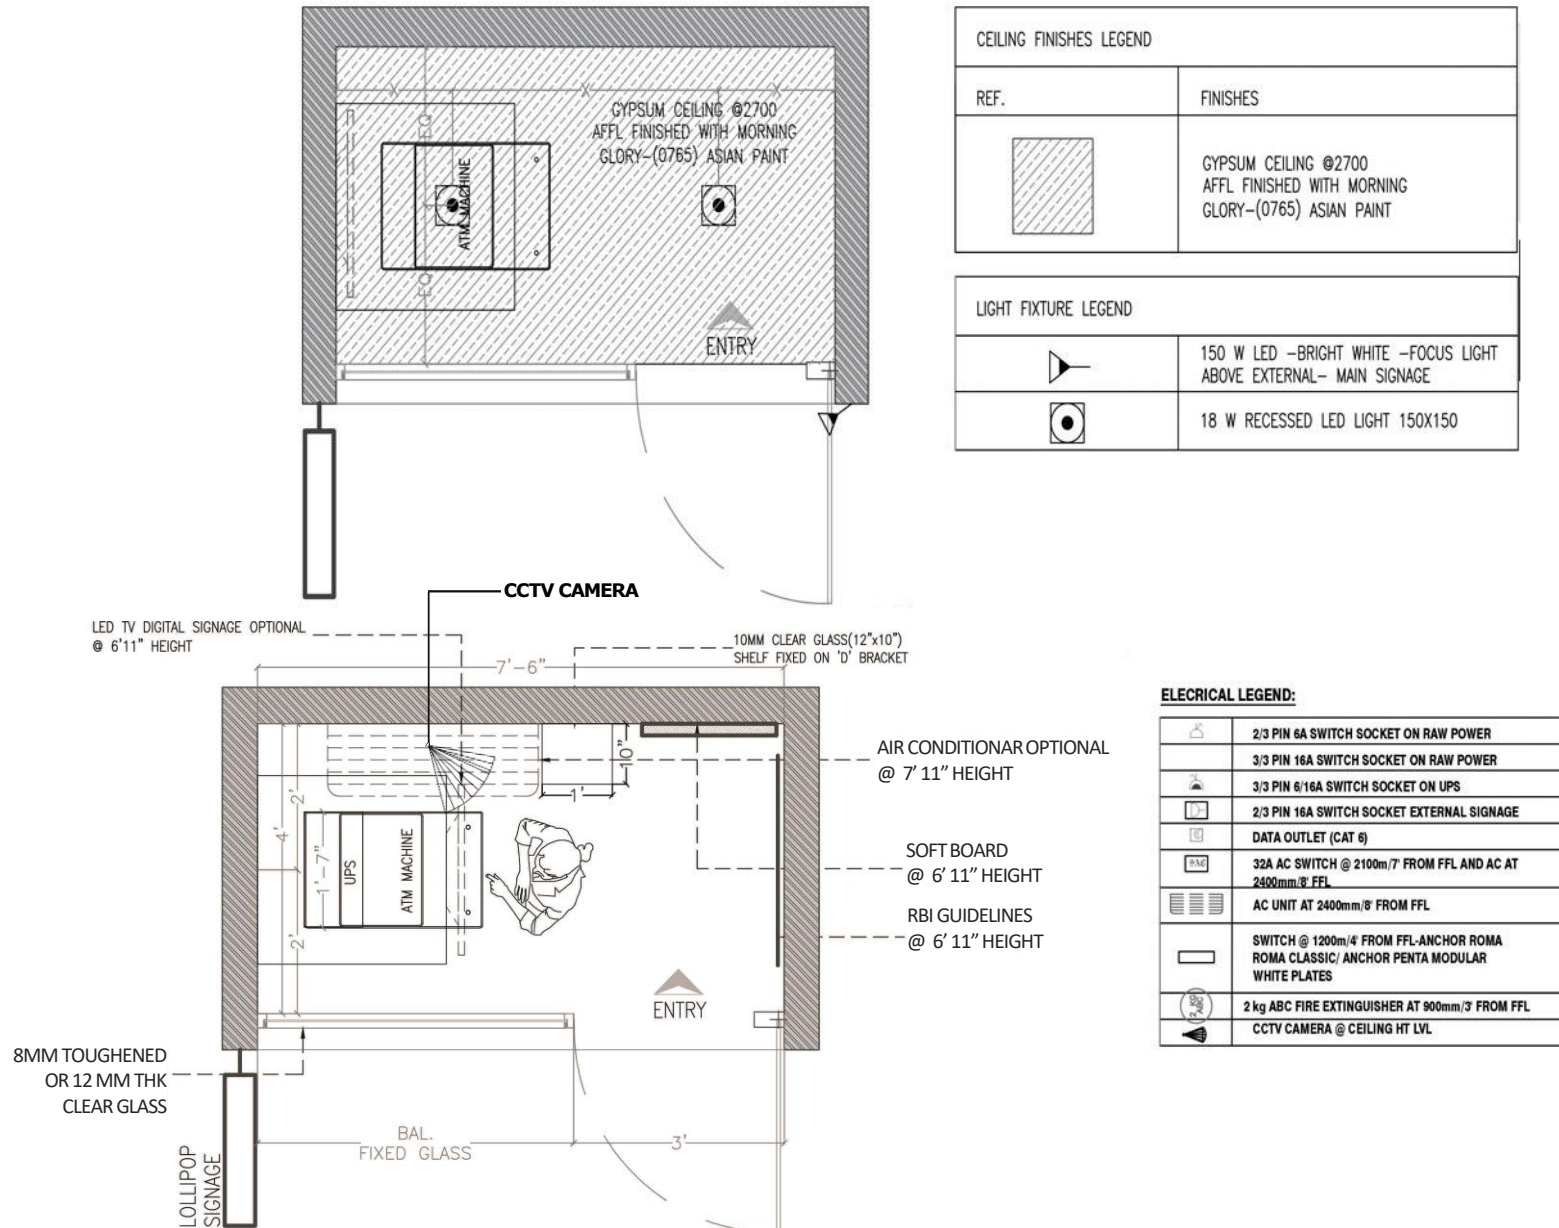 GYPSUM CEILING @2700
AFFL FINISHED WITH MORNING
GLORY-(0765) ASIAN PAINT
EQ
ATM MACHINE
EQ
ENTRY
CEILING FINISHES LEGEND
REF.
FINISHES
GYPSUM CEILING @2700
AFFL FINISHED WITH MORNING
GLORY-(0765) ASIAN PAINT
LIGHT FIXTURE LEGEND
150 W LED -BRIGHT WHITE -FOCUS LIGHT
ABOVE EXTERNAL- MAIN SIGNAGE
18 W RECESSED LED LIGHT 150X150
CCTV CAMERA
LED TV DIGITAL SIGNAGE OPTIONAL
@ 6'11" HEIGHT
7'-6"
10MM CLEAR GLASS(12"x10")
SHELF FIXED ON 'D' BRACKET
10"
1'
AIR CONDITIONAR OPTIONAL
@ 7' 11" HEIGHT
2'
4'
1'-7"
2'
UPS
ATM MACHINE
SOFT BOARD
@ 6' 11" HEIGHT
RBI GUIDELINES
@ 6' 11" HEIGHT
ENTRY
8MM TOUGHENED
OR 12 MM THK
CLEAR GLASS
BAL.
FIXED GLASS
3'
LOLLIPOP
SIGNAGE
ELECRICAL LEGEND:
2/3 PIN 6A SWITCH SOCKET ON RAW POWER
3/3 PIN 16A SWITCH SOCKET ON RAW POWER
3/3 PIN 6/16A SWITCH SOCKET ON UPS
2/3 PIN 16A SWITCH SOCKET EXTERNAL SIGNAGE
DATA OUTLET (CAT 6)
32A AC SWITCH @ 2100m/7' FROM FFL AND AC AT
2400mm/8' FFL
AC UNIT AT 2400mm/8' FROM FFL
SWITCH @ 1200m/4' FROM FFL-ANCHOR ROMA
ROMA CLASSIC/ ANCHOR PENTA MODULAR
WHITE PLATES
2 KG
ABC
2 kg ABC FIRE EXTINGUISHER AT 900mm/3' FROM FFL
CCTV CAMERA @ CEILING HT LVL